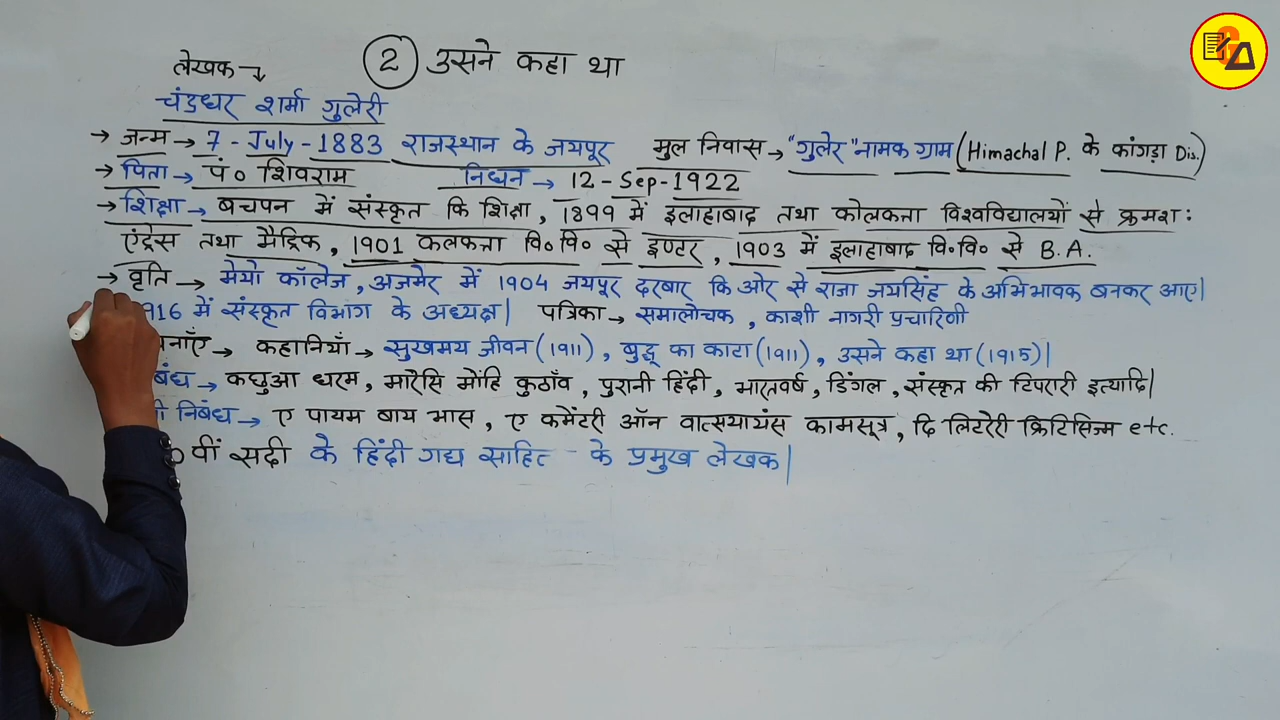 ② उसने कहा था
लेखक →
चंद्रधर शर्मा गुलेरी
→ जन्म → 7 - July - 1883 राजस्थान के जयपूर मुल निवास → "गुलेर" नामक ग्राम (Himachal P. के कांगड़ा Dis.)
→ पिता → पं० शिवराम निधन → 12 - Sep - 1922
→ शिक्षा → बचपन में संस्कृत कि शिक्षा, 1899 में इलाहाबाद तथा कोलकत्ता विश्वविद्यालयों से क्रमशः
एंट्रेंस तथा मैट्रिक, 1901 कलकत्ता वि० वि० से इण्टर, 1903 में इलाहाबाद वि० वि० से B.A.
→ वृति → मेयो कॉलेज, अजमेर में 1904 जयपूर दरबार कि ओर से राजा जयसिंह के अभिभावक बनकर आए|
916 में संस्कृत विभाग के अध्यक्ष| पत्रिका → समालोचक, काशी नागरी प्रचारिणी
नाएँ → कहानियाँ → सुखमय जीवन (1911), बुद्धू का काटा (1911), उसने कहा था (1915)|
बंध → कछुआ धरम, मारेसि मोंहि कुठाँव, पुरानी हिंदी, भारतवर्ष, डिंगल, संस्कृत की टिपरारी इत्यादि|
निबंध → ए पायम बाय भास, ए कमेंटरी ऑन वात्सयायंस कामसूत्र, दि लिटरेरी क्रिटिसिज्म etc.
0 वीं सदी के हिंदी गद्य साहित के प्रमुख लेखक|